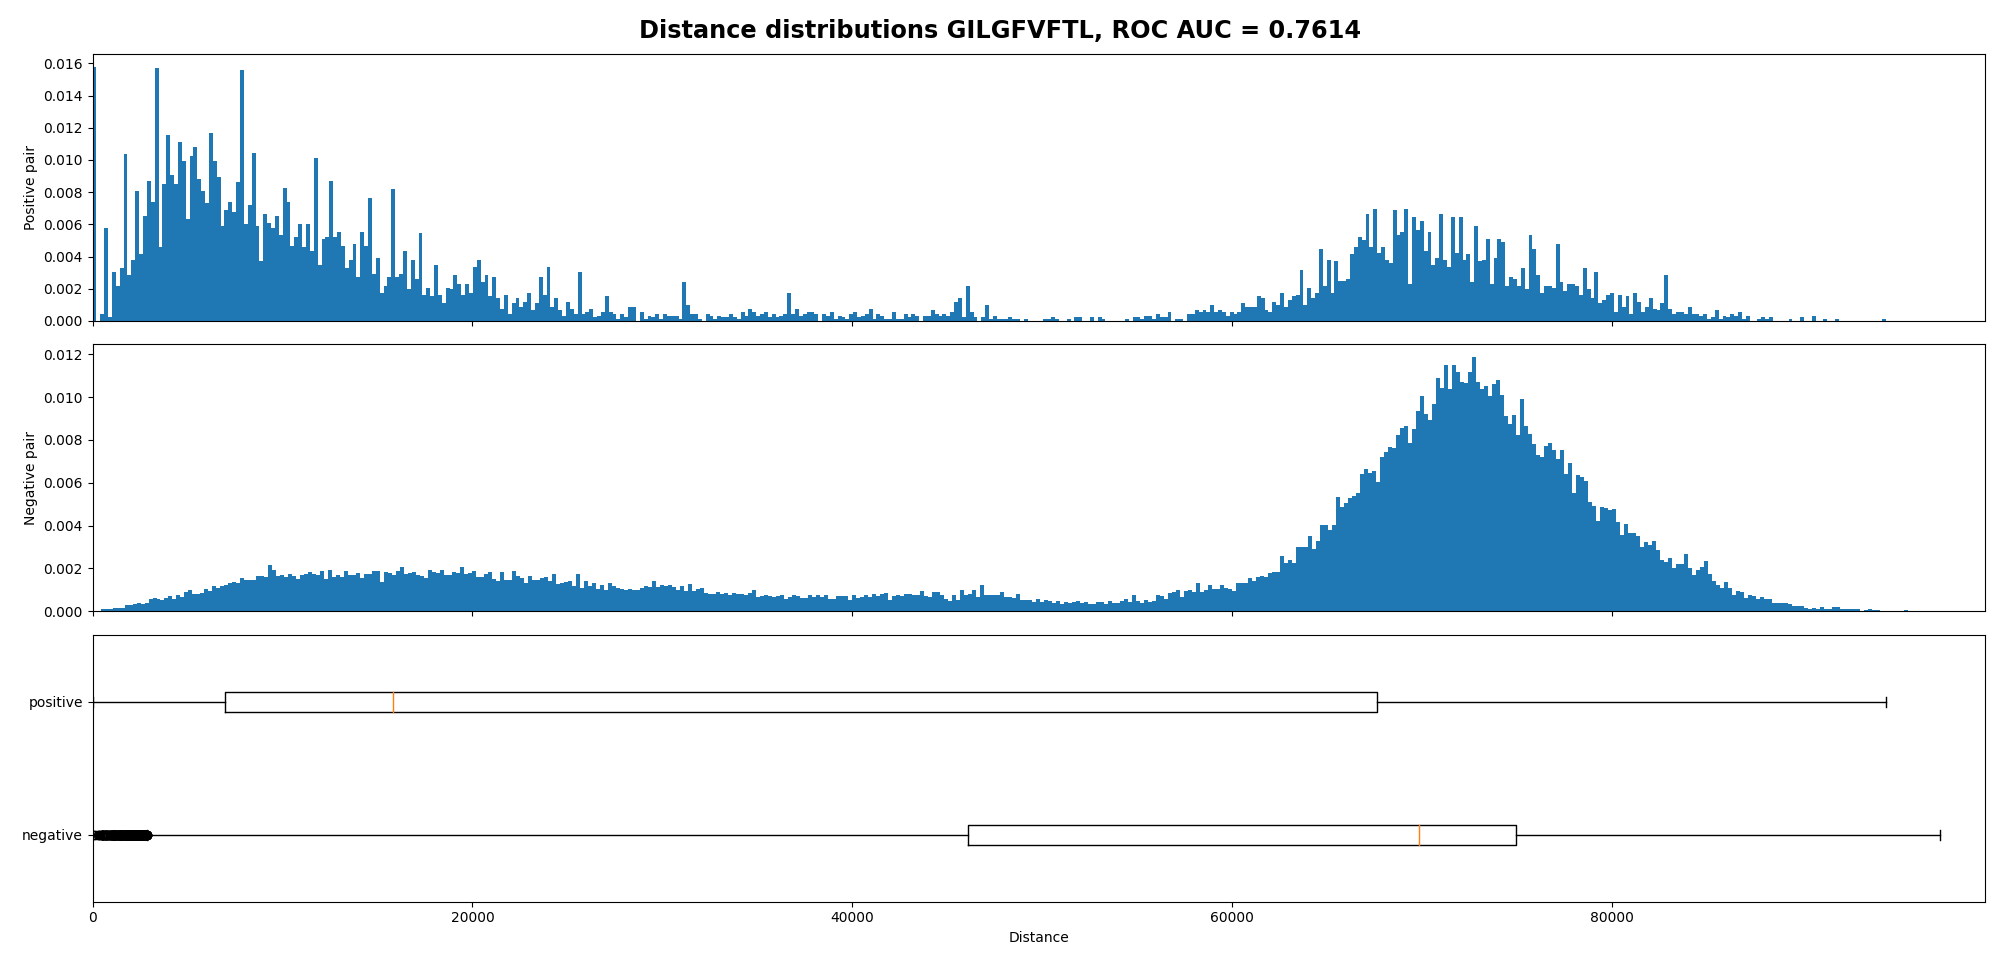 Distance distributions GILGFVFTL, ROC AUC = 0.7614
Positive pair
0.016
0.014
0.012
0.010
0.008
0.006
0.004
0.002
0.000
Negative pair
0.012
0.010
0.008
0.006
0.004
0.002
0.000
positive
negative
0 20000 40000 60000 80000
Distance